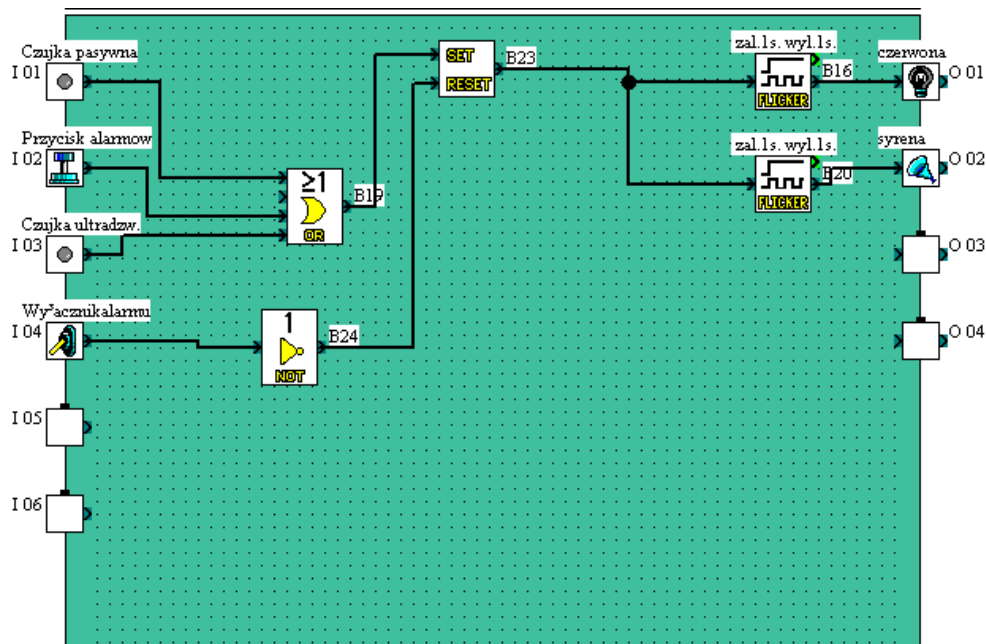 Czujka pasywna
I 01
Przycisk alarmow
I 02
Czujka ultradzw.
I 03
Wyªacznikalarmu
I 04
I 05
I 06
≥1
OR
B19
1
NOT
B24
SET
RESET
B23
zal.1s. wyl.1s.
FLICKER
B16
zal.1s. wyl.1s.
FLICKER
B20
czerwona
O 01
syrena
O 02
O 03
O 04